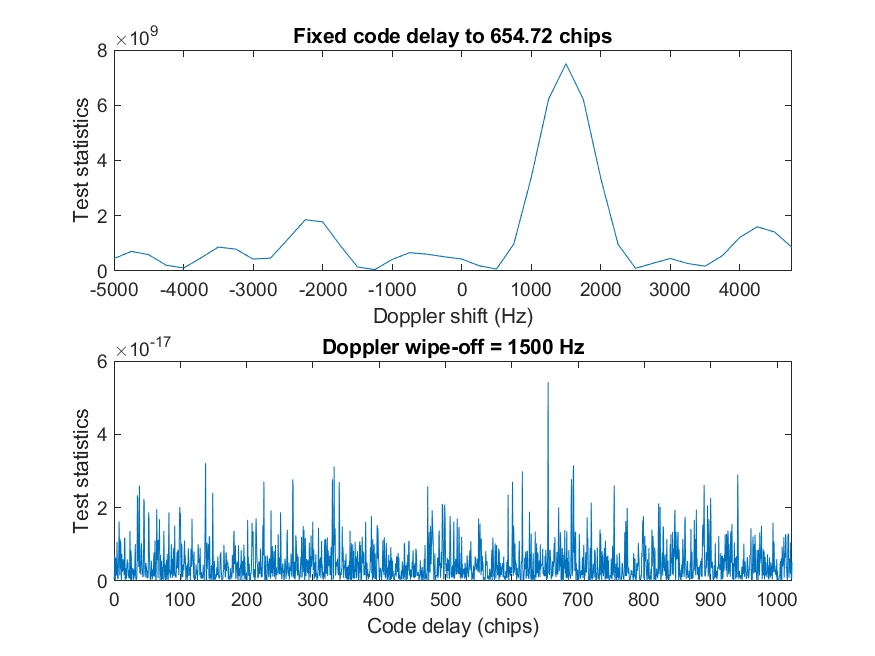 Fixed code delay to 654.72 chips
×10^9
8
6
4
2
0
Test statistics
-5000 -4000 -3000 -2000 -1000 0 1000 2000 3000 4000
Doppler shift (Hz)
Doppler wipe-off = 1500 Hz
×10^-17
6
4
2
0
Test statistics
0 100 200 300 400 500 600 700 800 900 1000
Code delay (chips)